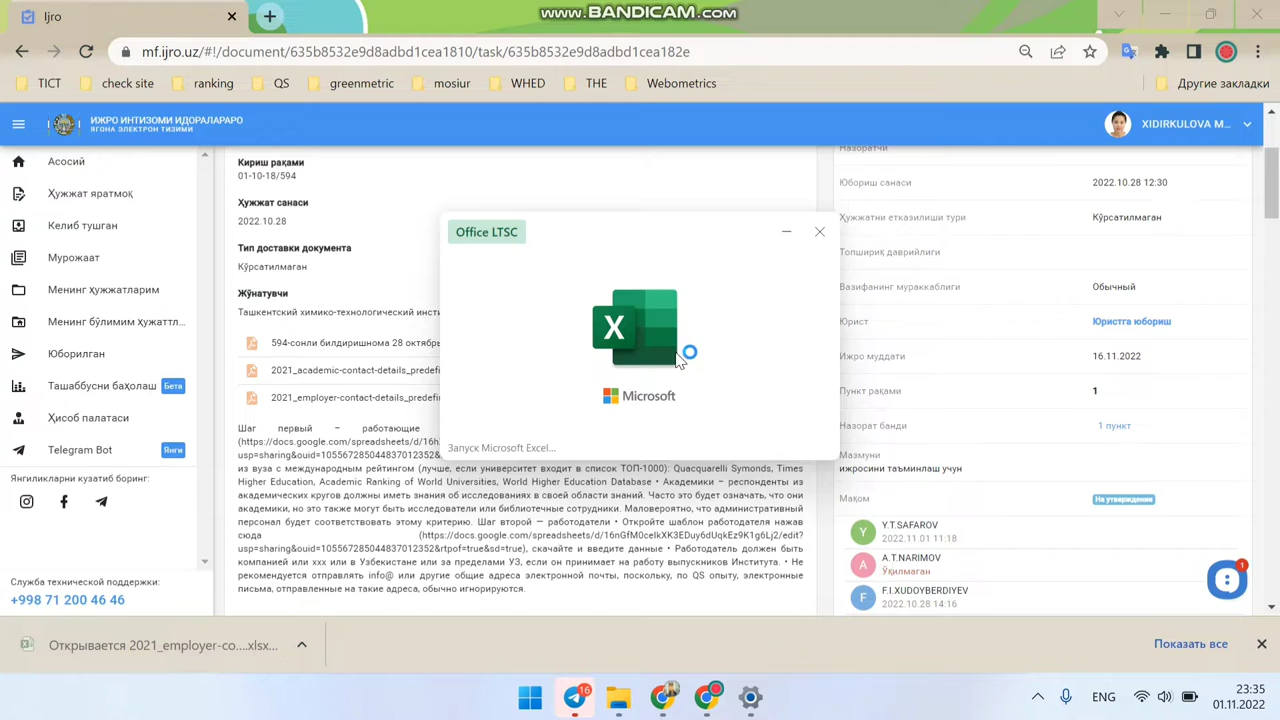 www.BANDICAM.com
Ijro
mf.ijro.uz/#!/document/635b8532e9d8adbd1cea1810/task/635b8532e9d8adbd1cea182e
TICT
check site
ranking
QS
greenmetric
mosiur
WHED
THE
Webometrics
Другие закладки
ИЖРО ИНТИЗОМИ ИДОРАЛАРАРО
ЯГОНА ЭЛЕКТРОН ТИЗИМИ
XIDIRKULOVA M...
Асосий
Ҳужжат яратмоқ
Келиб тушган
Мурожаат
Менинг ҳужжатларим
Менинг бўлимим ҳужжатл...
Юборилган
Ташаббусни баҳолаш
Бета
Ҳисоб палатаси
Telegram Bot
Янги
Янгиликларни кузатиб боринг:
Служба технической поддержки:
+998 71 200 46 46
Кириш рақами
01-10-18/594
Ҳужжат санаси
2022.10.28
Тип доставки документа
Кўрсатилмаган
Жўнатувчи
Ташкентский химико-технологический инсти
594-сонли билдиришнома 28 октябрь
2021_academic-contact-details_predefi
2021_employer-contact-details_predefi
Шаг первый – работающие
(https://docs.google.com/spreadsheets/d/16h
usp=sharing&ouid=1055672850448370123528
из вуза с международным рейтингом (лучше, если университет входит в список ТОП-1000): Quacquarelli Symonds, Times
Higher Education, Academic Ranking of World Universities, World Higher Education Database • Академики – респонденты из
академических кругов должны иметь знания об исследованиях в своей области знаний. Часто это будет означать, что они
академики, но это также могут быть исследователи или библиотечные сотрудники. Маловероятно, что административный
персонал будет соответствовать этому критерию. Шаг второй — работодатели • Откройте шаблон работодателя нажав
сюда (https://docs.google.com/spreadsheets/d/16nGfM0celkXK3EDuy6dUqkEz9K1g6Lj2/edit?
usp=sharing&ouid=105567285044837012352&rtpof=true&sd=true), скачайте и введите данные • Работодатель должен быть
компанией или xxx или в Узбекистане или за пределами УЗ, если он принимает на работу выпускников Института. • Не
рекомендуется отправлять info@ или другие общие адреса электронной почты, поскольку, по QS опыту, электронные
письма, отправленные на такие адреса, обычно игнорируются.
Office LTSC
X
Microsoft
Запуск Microsoft Excel...
Назоратчи
Юбориш санаси
2022.10.28 12:30
Ҳужжатни етказилиши тури
Кўрсатилмаган
Топшириқ даврийлиги
Вазифанинг мураккаблиги
Обычный
Юрист
Юристга юбориш
Ижро муддати
16.11.2022
Пункт рақами
1
Назорат банди
1 пункт
Мазмуни
ижросини таъминлаш учун
Мақом
На утверждение
Y
Y.T.SAFAROV
2022.11.01 11:18
A
A.T.NARIMOV
Ўқилмаган
F
F.I.XUDOYBERDIYEV
2022.10.28 14:16
1
Открывается 2021_employer-co....xlsx...
Показать все
16
ENG
23:35
01.11.2022